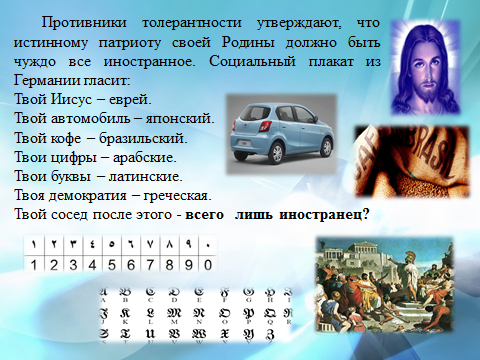 Противники толерантности утверждают, что
истинному патриоту своей Родины должно быть
чуждо все иностранное. Социальный плакат из
Германии гласит:
Твой Иисус – еврей.
Твой автомобиль – японский.
Твой кофе – бразильский.
Твои цифры – арабские.
Твои буквы – латинские.
Твоя демократия – греческая.
Твой сосед после этого - всего лишь иностранец?
BRASIL
١ ٢ ٣ ٤ ٥ ٦ ٧ ٨ ٩ ٠
1 2 3 4 5 6 7 8 9 0
A B C D E F G H I
J K L M N O P Q R
S T U V W X Y Z